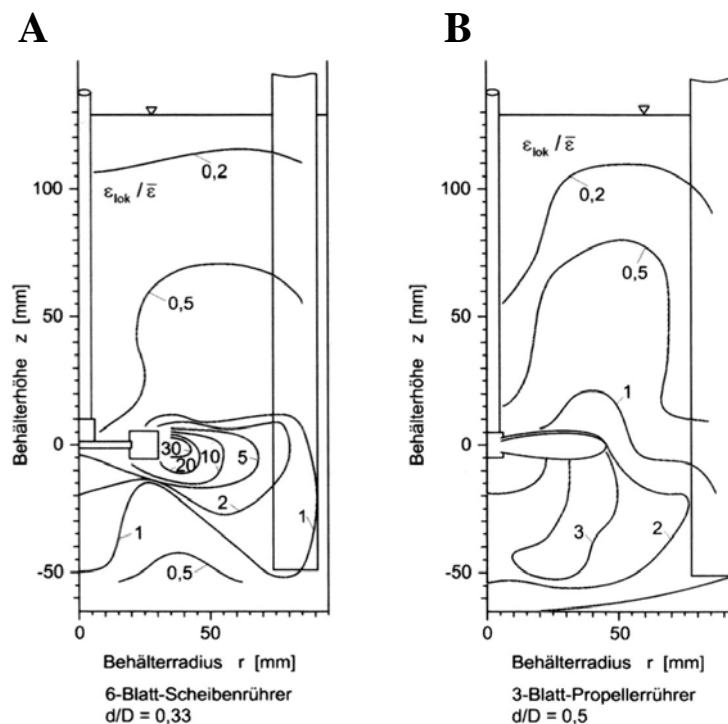 A
B
ε_lok / ε̅
0,2
0,5
30
20
10
5
2
1
1
0,5
100
50
0
-50
Behälterhöhe z [mm]
0
50
Behälterradius r [mm]
6-Blatt-Scheibenrührer
d/D = 0,33
ε_lok / ε̅
0,2
0,5
1
3
2
100
50
0
-50
Behälterhöhe z [mm]
0
50
Behälterradius r [mm]
3-Blatt-Propellerrührer
d/D = 0,5